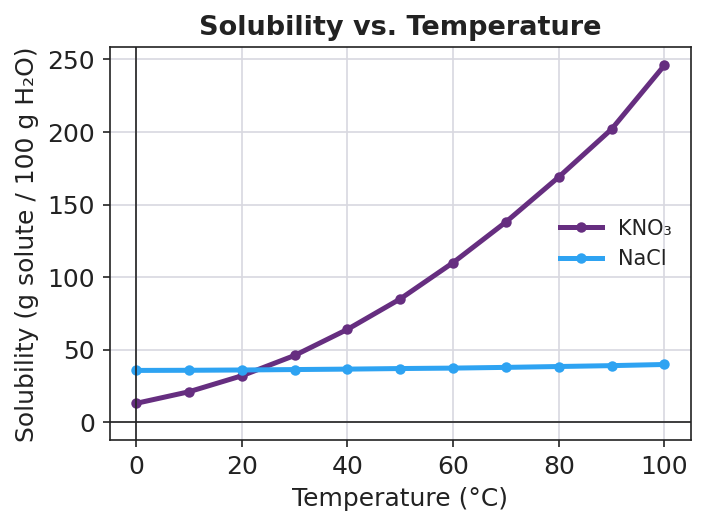 Solubility vs. Temperature
Solubility (g solute / 100 g H₂O)
250
200
150
100
50
0
KNO₃
NaCl
0 20 40 60 80 100
Temperature (°C)